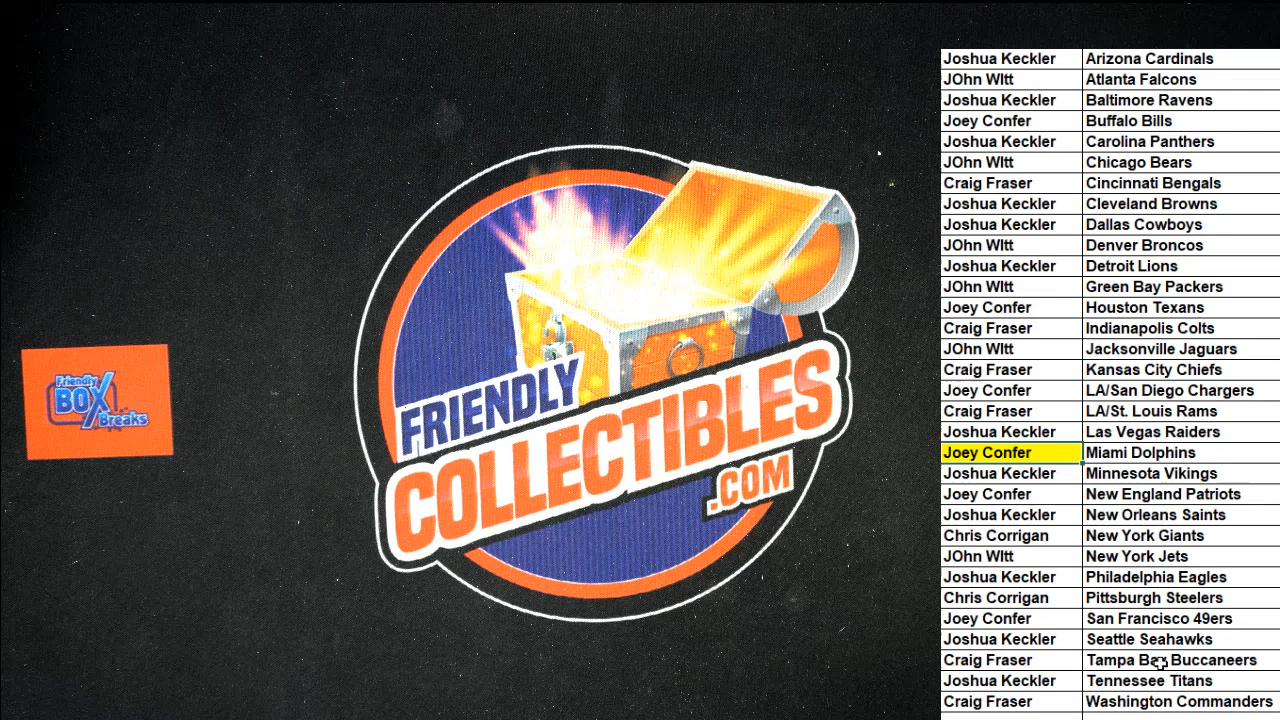 Friendly
BOX
Breaks
FRIENDLY
COLLECTIBLES
.COM
Joshua Keckler Arizona Cardinals
JOhn WItt Atlanta Falcons
Joshua Keckler Baltimore Ravens
Joey Confer Buffalo Bills
Joshua Keckler Carolina Panthers
JOhn WItt Chicago Bears
Craig Fraser Cincinnati Bengals
Joshua Keckler Cleveland Browns
Joshua Keckler Dallas Cowboys
JOhn WItt Denver Broncos
Joshua Keckler Detroit Lions
JOhn WItt Green Bay Packers
Joey Confer Houston Texans
Craig Fraser Indianapolis Colts
JOhn WItt Jacksonville Jaguars
Craig Fraser Kansas City Chiefs
Joey Confer LA/San Diego Chargers
Craig Fraser LA/St. Louis Rams
Joshua Keckler Las Vegas Raiders
Joey Confer Miami Dolphins
Joshua Keckler Minnesota Vikings
Joey Confer New England Patriots
Joshua Keckler New Orleans Saints
Chris Corrigan New York Giants
JOhn WItt New York Jets
Joshua Keckler Philadelphia Eagles
Chris Corrigan Pittsburgh Steelers
Joey Confer San Francisco 49ers
Joshua Keckler Seattle Seahawks
Craig Fraser Tampa Bay Buccaneers
Joshua Keckler Tennessee Titans
Craig Fraser Washington Commanders